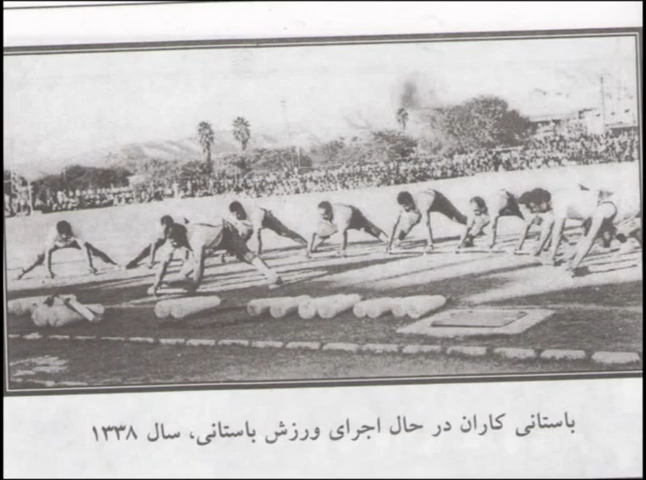 باستانی کاران در حال اجرای ورزش باستانی، سال ۱۳۳۸